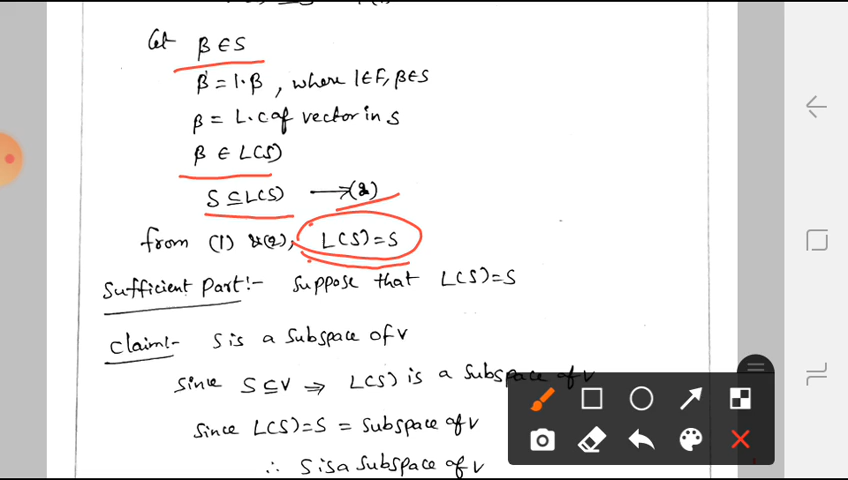 Let β ∈ S
β = 1·β , where 1 ∈ F, β ∈ S
β = L.c of vector in S
β ∈ L(S)
S ⊆ L(S) → (2)
from (1) & (2), L(S) = S
Sufficient Part:- Suppose that L(S) = S
Claim:- S is a Subspace of V
Since S ⊆ V ⇒ L(S) is a Subspace of V
Since L(S) = S = Subspace of V
∴ S is a Subspace of V